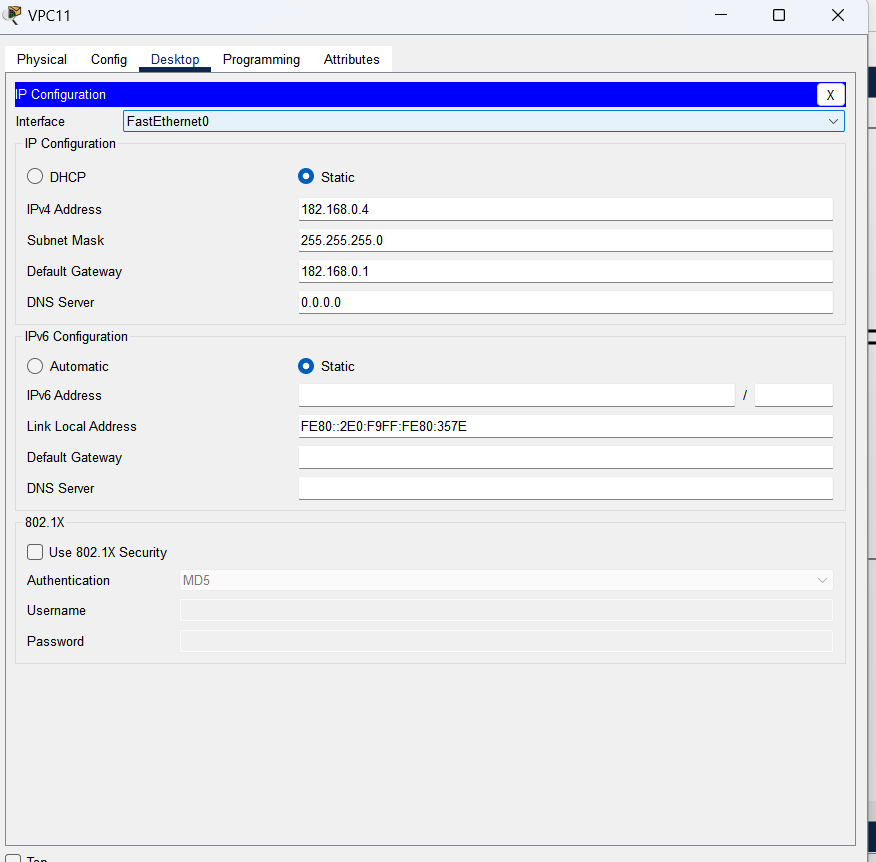 VPC11
Physical Config Desktop Programming Attributes
IP Configuration X
Interface FastEthernet0
IP Configuration
DHCP Static
IPv4 Address 182.168.0.4
Subnet Mask 255.255.255.0
Default Gateway 182.168.0.1
DNS Server 0.0.0.0
IPv6 Configuration
Automatic Static
IPv6 Address /
Link Local Address FE80::2E0:F9FF:FE80:357E
Default Gateway
DNS Server
802.1X
Use 802.1X Security
Authentication MD5
Username
Password
Top